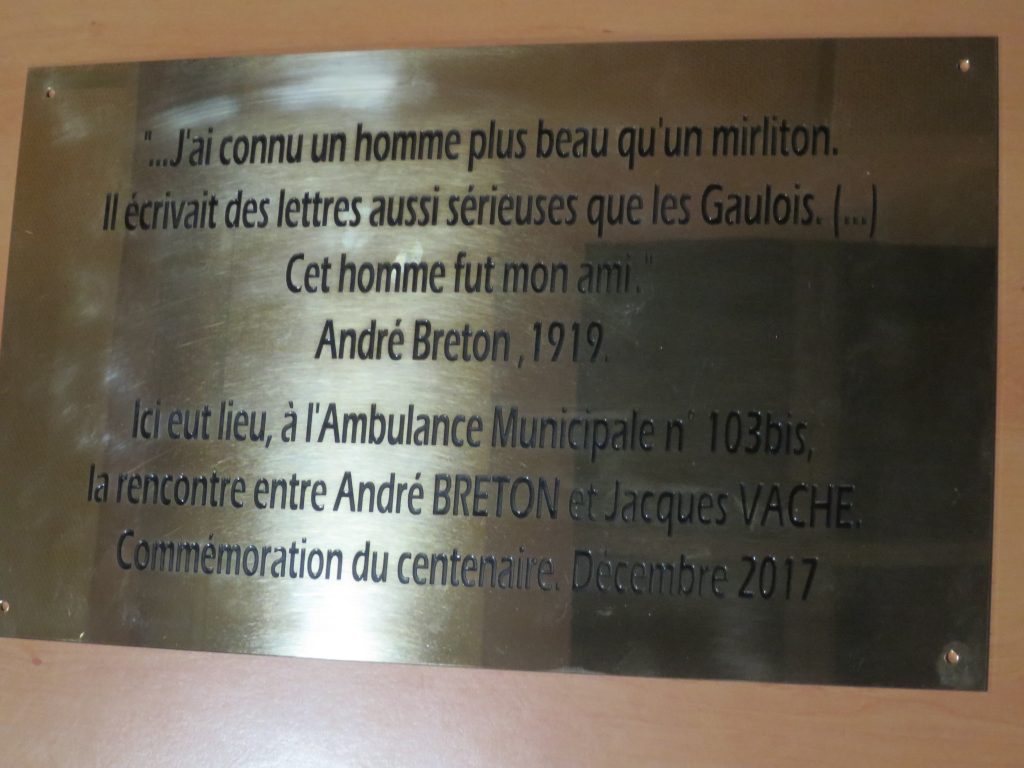 "...J'ai connu un homme plus beau qu'un mirliton.
Il écrivait des lettres aussi sérieuses que les Gaulois. (...)
Cet homme fut mon ami."
André Breton , 1919.
Ici eut lieu, à l'Ambulance Municipale n° 103bis,
la rencontre entre André BRETON et Jacques VACHE.
Commémoration du centenaire. Décembre 2017